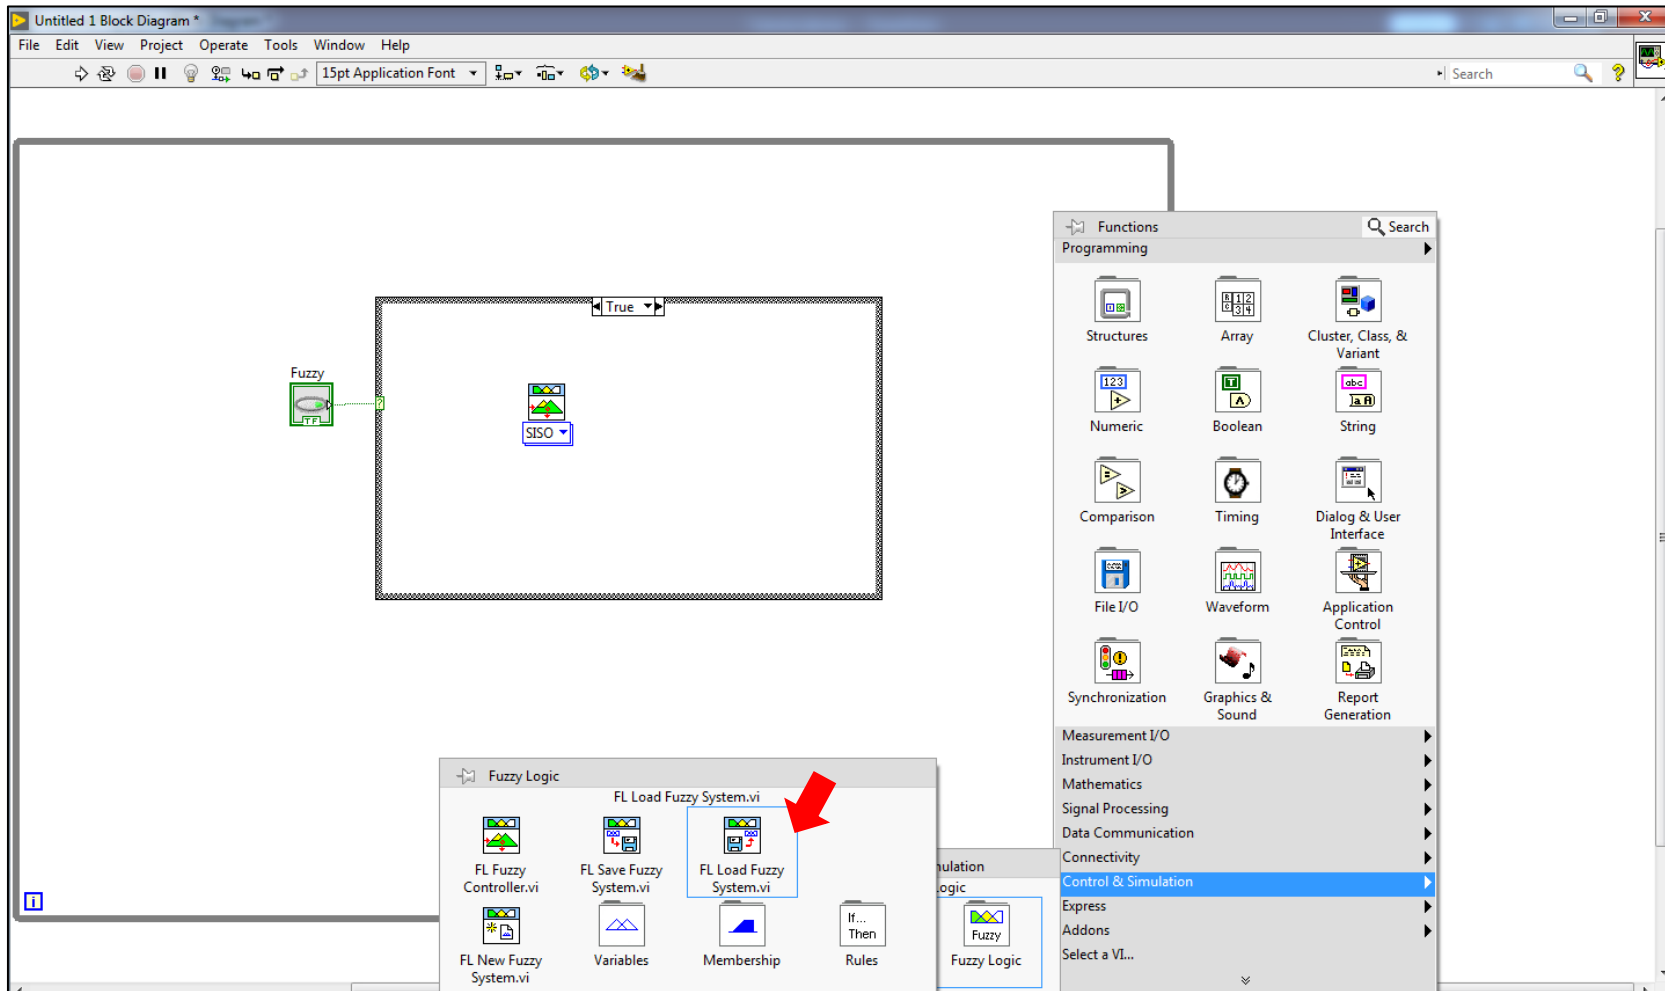 Untitled 1 Block Diagram *
File Edit View Project Operate Tools Window Help
15pt Application Font
Search
Functions
Search
Programming
Structures
Array
Cluster, Class, &
Variant
Numeric
Boolean
String
Comparison
Timing
Dialog & User
Interface
File I/O
Waveform
Application
Control
Synchronization
Graphics &
Sound
Report
Generation
Measurement I/O
Instrument I/O
Mathematics
Signal Processing
Data Communication
Connectivity
Control & Simulation
Express
Addons
Select a VI...
True
Fuzzy
TF
?
SISO
i
Fuzzy Logic
FL Load Fuzzy System.vi
FL Fuzzy
Controller.vi
FL Save Fuzzy
System.vi
FL Load Fuzzy
System.vi
FL New Fuzzy
System.vi
Variables
Membership
If...
Then
Rules
ulation
ogic
Fuzzy
Fuzzy Logic